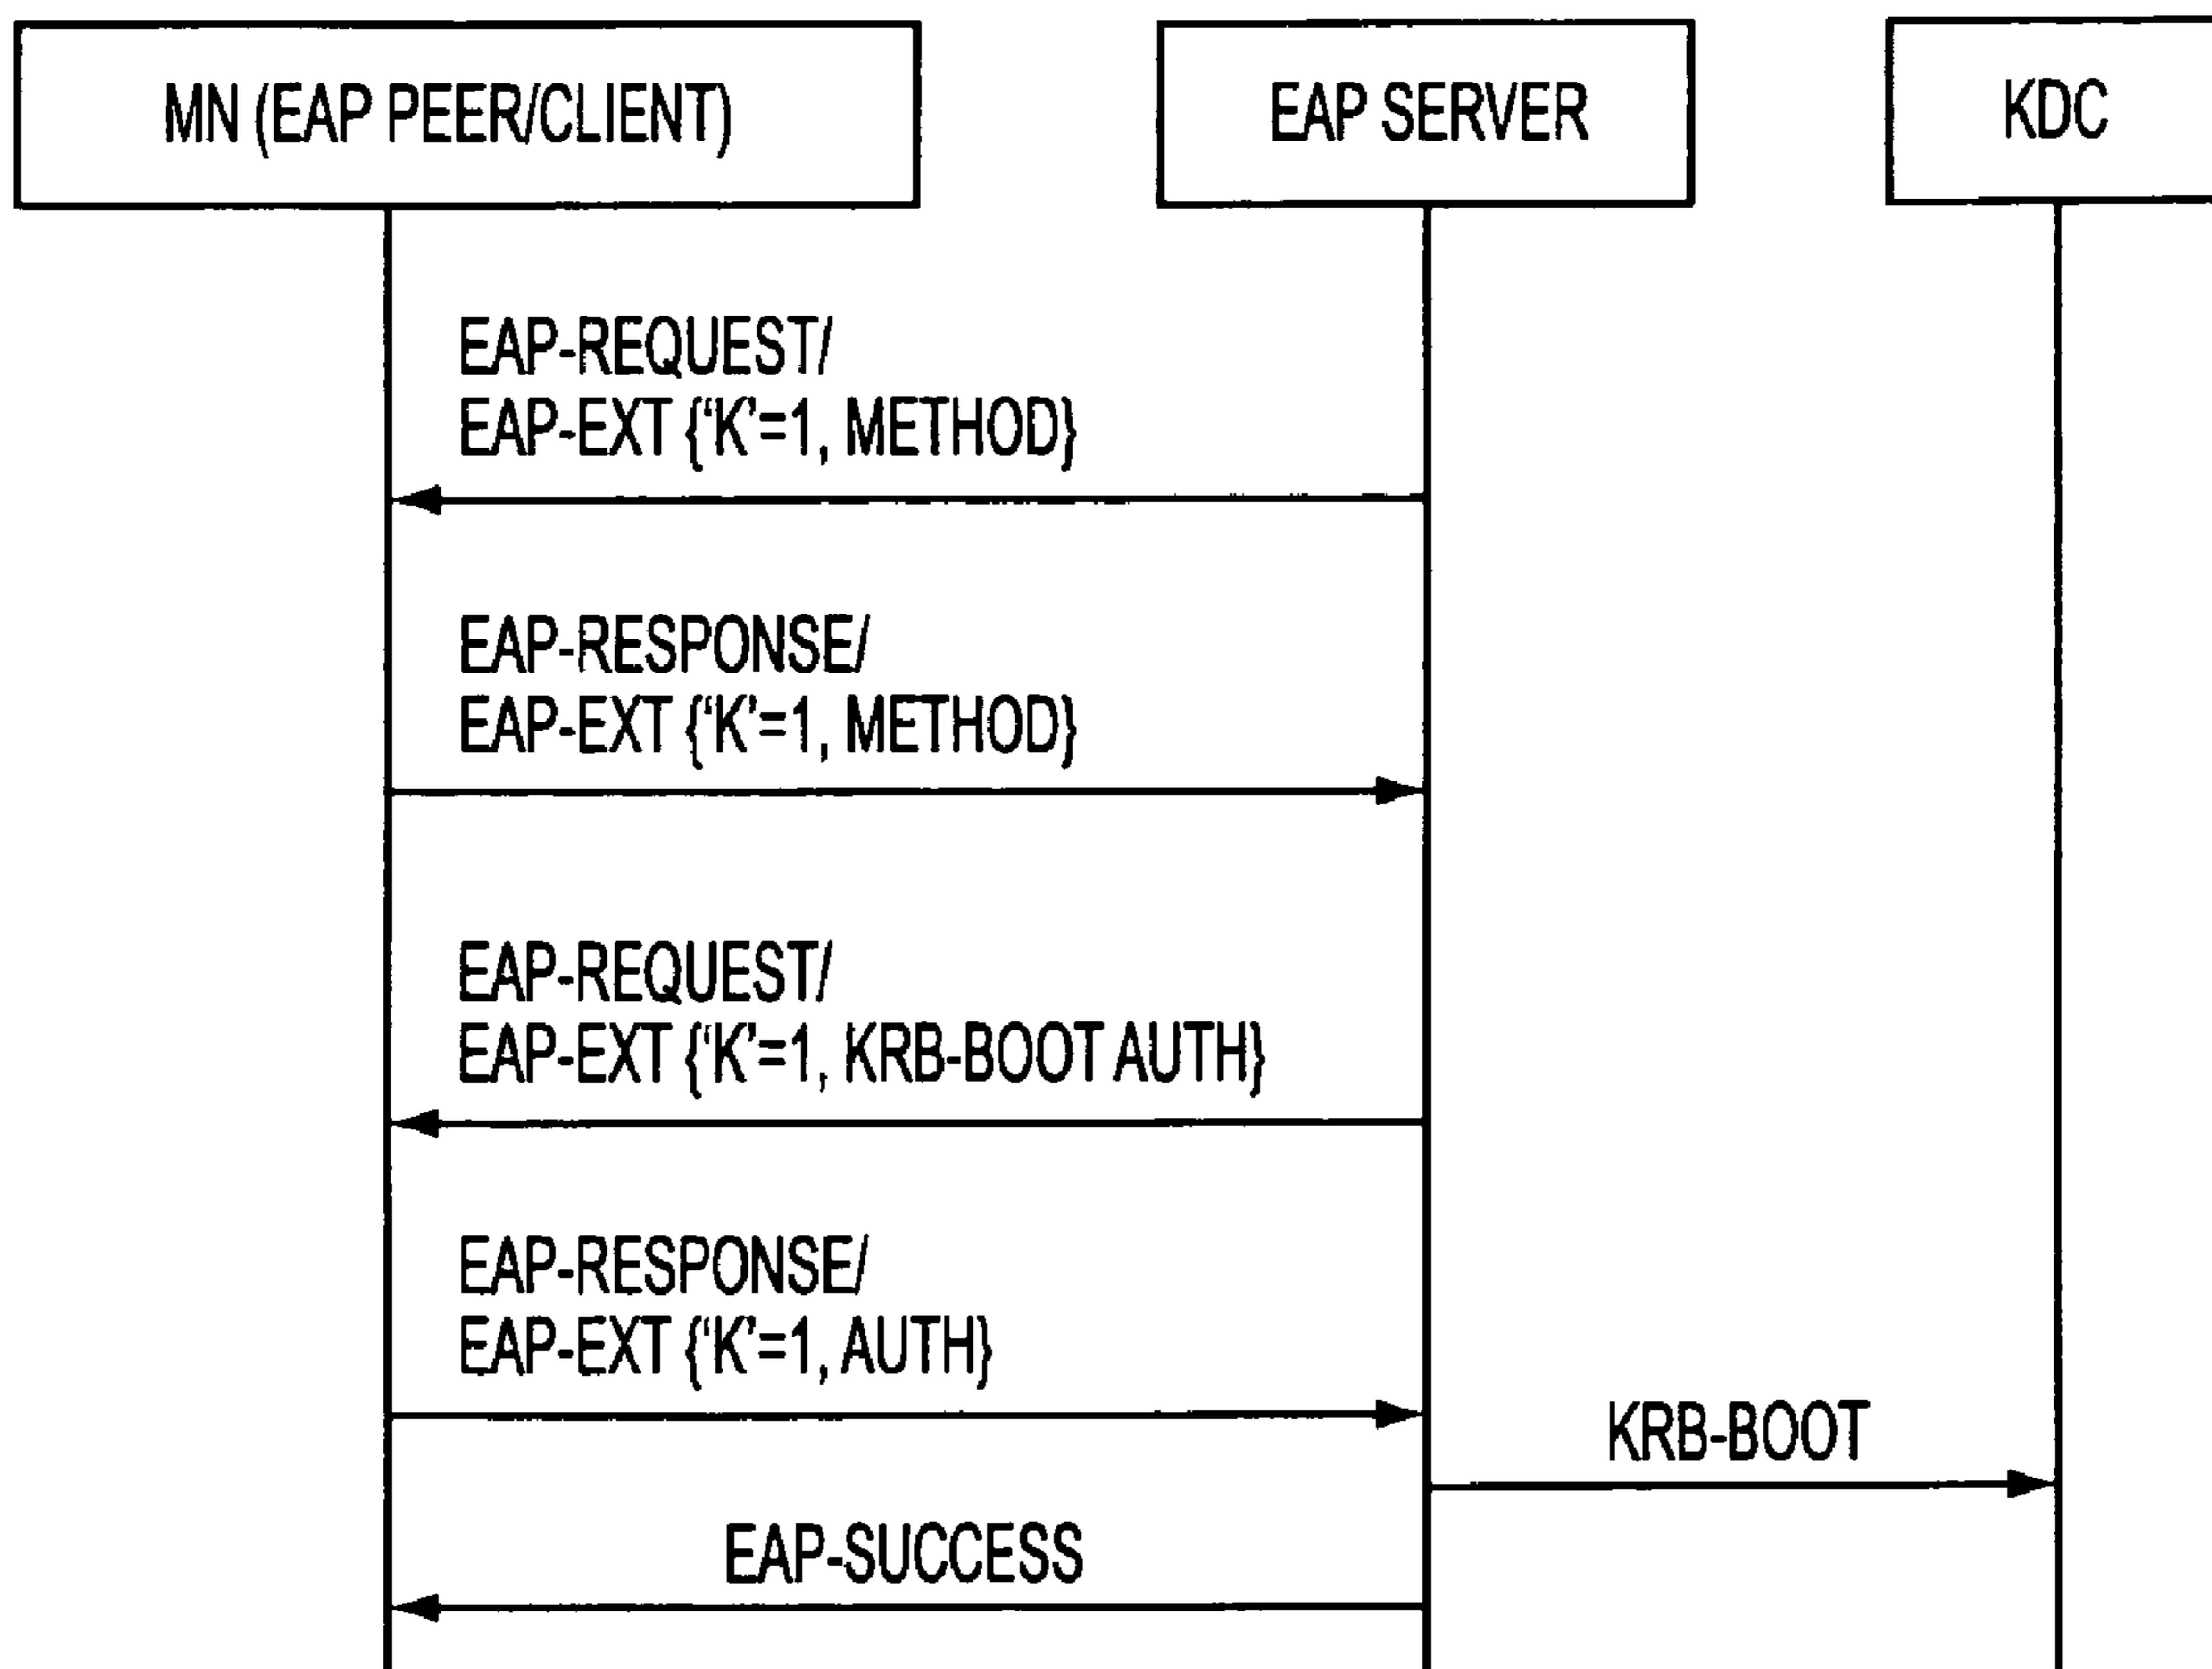 MN (EAP PEER/CLIENT)
EAP SERVER
KDC
EAP-REQUEST/
EAP-EXT {‘K’=1, METHOD}
EAP-RESPONSE/
EAP-EXT {‘K’=1, METHOD}
EAP-REQUEST/
EAP-EXT {‘K’=1, KRB-BOOT AUTH}
EAP-RESPONSE/
EAP-EXT {‘K’=1, AUTH}
KRB-BOOT
EAP-SUCCESS